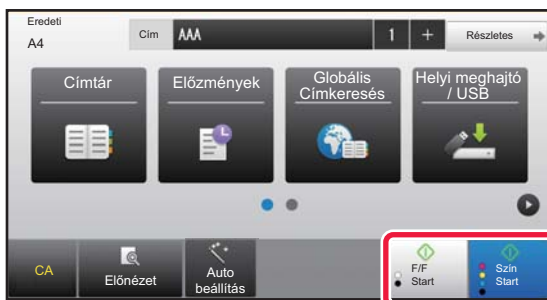 Eredeti
A4
Cím
AAA
1
+
Részletes
Címtár
Előzmények
Globális
Címkeresés
Helyi meghajtó
/ USB
CA
Előnézet
Auto
beállítás
F/F
Start
Szín
Start